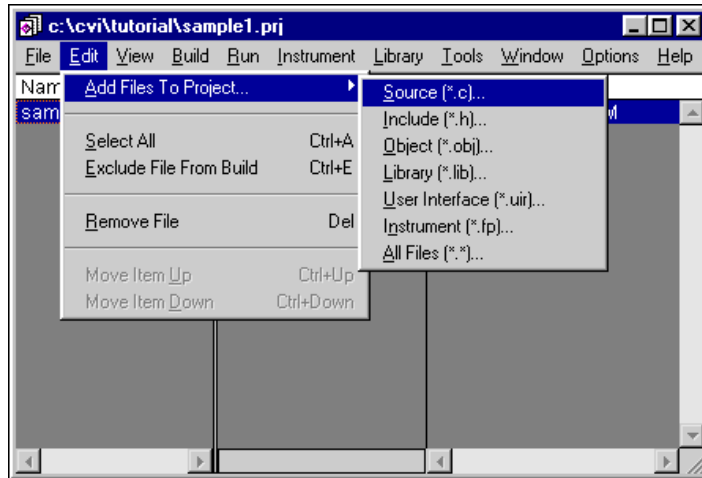 c:\cvi\tutorial\sample1.prj
File Edit View Build Run Instrument Library Tools Window Options Help
Nam
sam
Add Files To Project...
Select All Ctrl+A
Exclude File From Build Ctrl+E
Remove File Del
Move Item Up Ctrl+Up
Move Item Down Ctrl+Down
Source (*.c)...
Include (*.h)...
Object (*.obj)...
Library (*.lib)...
User Interface (*.uir)...
Instrument (*.fp)...
All Files (*.*)...